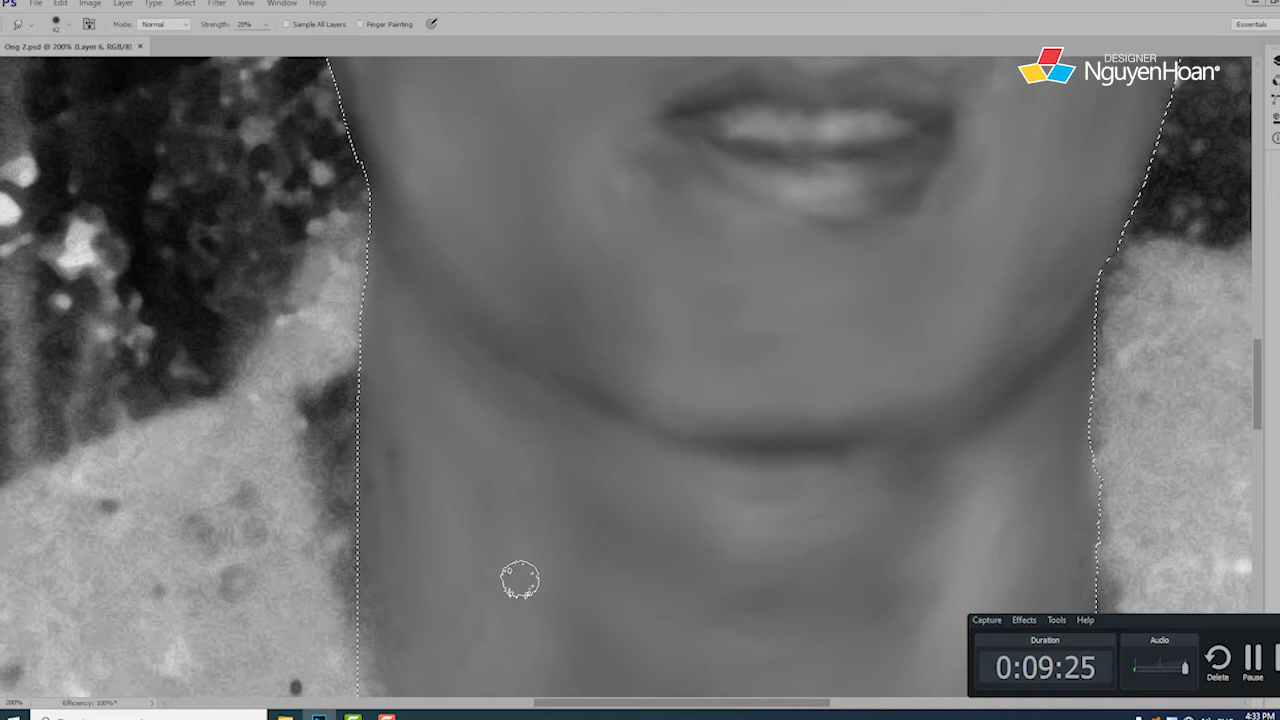 Ps File Edit Image Layer Type Select Filter View Window Help
42 Mode: Normal Strength: 20% Sample All Layers Finger Painting Essentials
Ong 2.psd @ 200% (Layer 6, RGB/8) ×
DESIGNER
NguyenHoan®
Capture Effects Tools Help
Duration Audio
0:09:25
Delete Pause
200% Efficiency: 100%*
4:33 PM